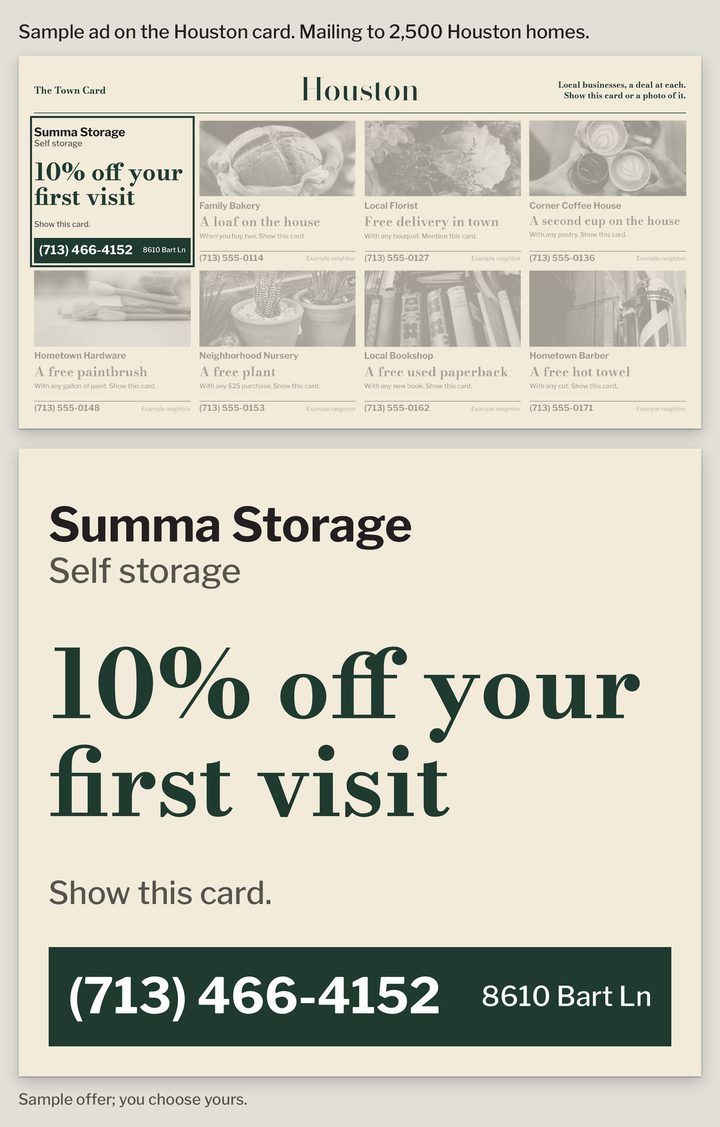 Sample ad on the Houston card. Mailing to 2,500 Houston homes.
The Town Card
Houston
Local businesses, a deal at each.
Show this card or a photo of it.
Summa Storage
Self storage
10% off your
first visit
Show this card.
(713) 466-4152 8610 Bart Ln
Family Bakery
A loaf on the house
When you buy two. Show this card.
(713) 555-0114 Example neighbor
Local Florist
Free delivery in town
With any bouquet. Mention this card.
(713) 555-0127 Example neighbor
Corner Coffee House
A second cup on the house
With any pastry. Show this card.
(713) 555-0136 Example neighbor
Hometown Hardware
A free paintbrush
With any gallon of paint. Show this card.
(713) 555-0148 Example neighbor
Neighborhood Nursery
A free plant
With any $25 purchase. Show this card.
(713) 555-0153 Example neighbor
Local Bookshop
A free used paperback
With any new book. Show this card.
(713) 555-0162 Example neighbor
Hometown Barber
A free hot towel
With any cut. Show this card.
(713) 555-0171 Example neighbor
Summa Storage
Self storage
10% off your
first visit
Show this card.
(713) 466-4152 8610 Bart Ln
Sample offer; you choose yours.